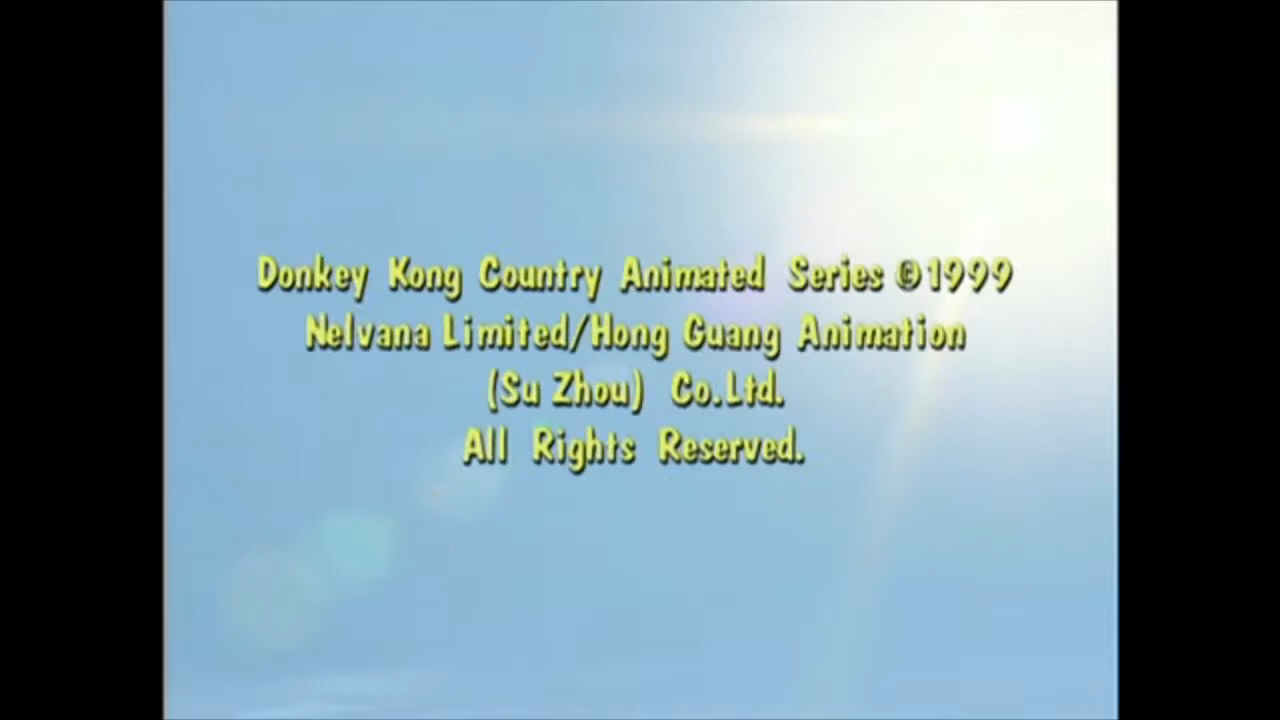 Donkey Kong Country Animated Series ©1999
Nelvana Limited/Hong Guang Animation
(Su Zhou) Co.Ltd.
All Rights Reserved.